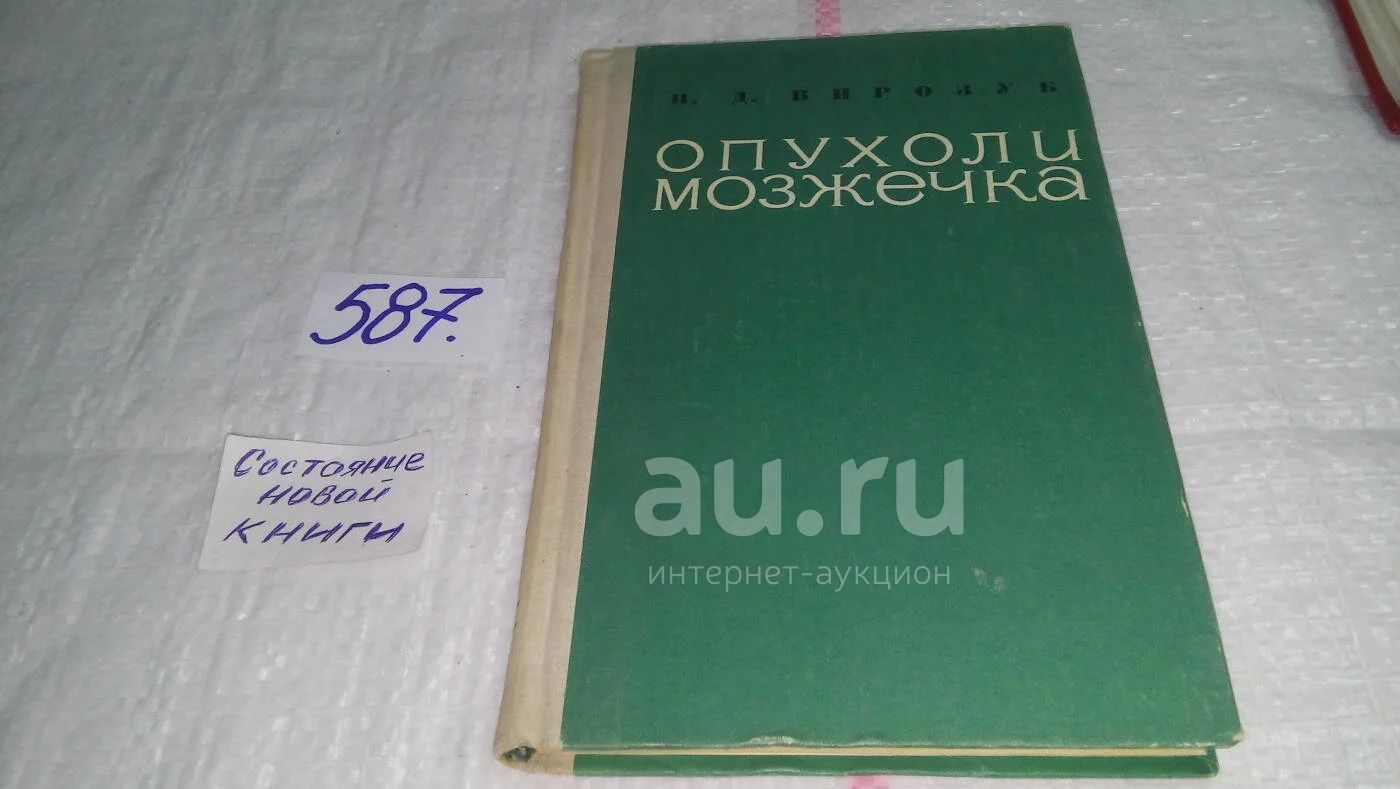 И. Д. ВИРОЗУБ
ОПУХОЛИ
МОЗЖЕЧКА
587.
Состояние
новой
книги
au.ru
интернет-аукцион